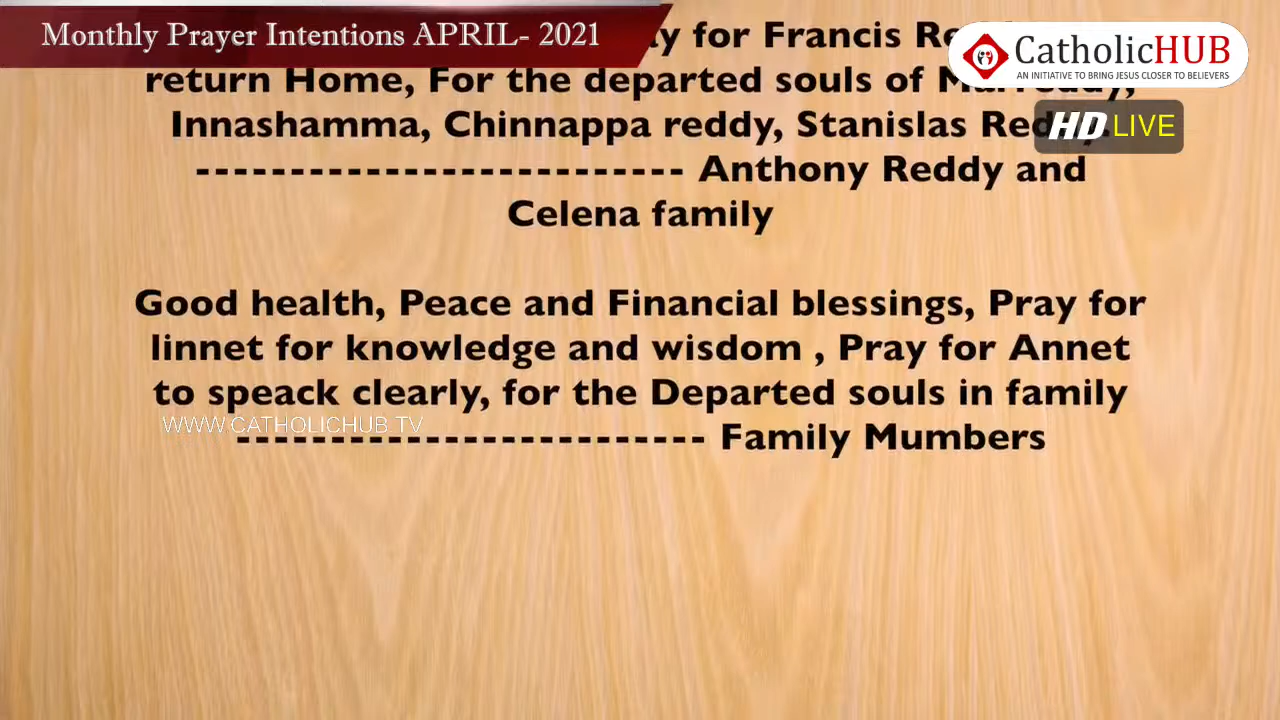 Monthly Prayer Intentions APRIL- 2021
for Francis
CatholicHUB
AN INITIATIVE TO BRING JESUS CLOSER TO BELIEVERS
return Home, For the departed souls of
HD LIVE
Innashamma, Chinnappa reddy, Stanislas
-------------------------- Anthony Reddy and
Celena family
Good health, Peace and Financial blessings, Pray for
linnet for knowledge and wisdom , Pray for Annet
to speack clearly, for the Departed souls in family
WWW.CATHOLICHUB.TV
------------------------- Family Mumbers